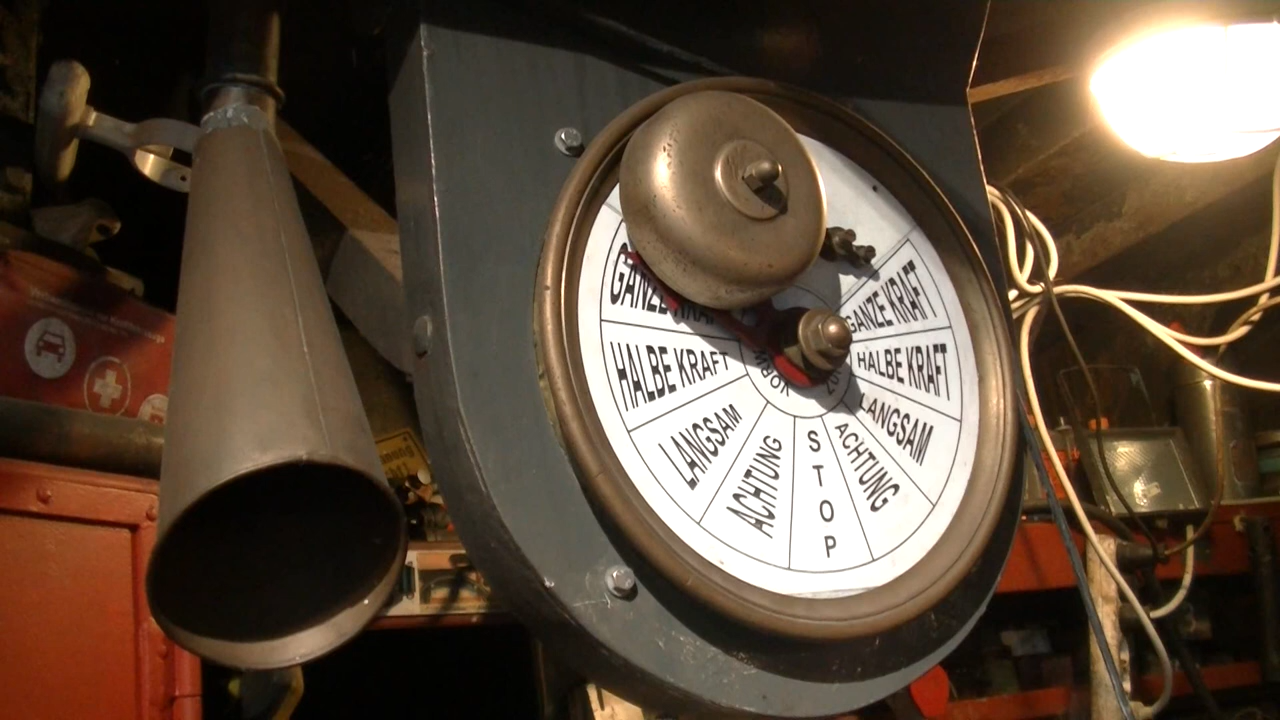 GANZE KRAFT
HALBE KRAFT
LANGSAM
ACHTUNG
STOP
ACHTUNG
LANGSAM
HALBE KRAFT
GANZE KRAFT